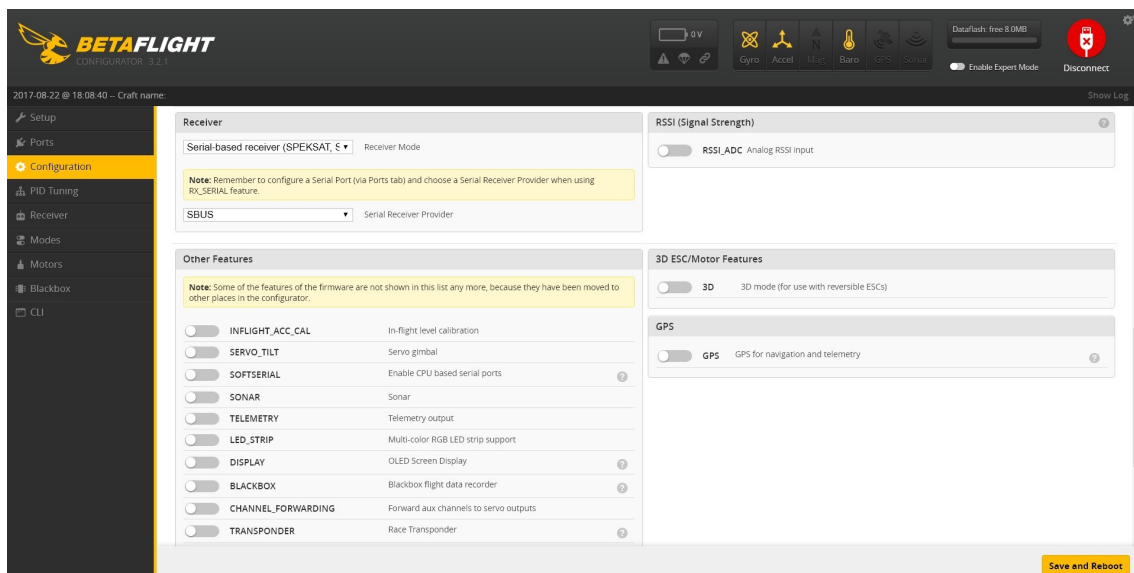 BETAFLIGHT
CONFIGURATOR 3.2.1
0 V
Gyro Accel Mag Baro GPS Sonar
Dataflash: free 8.0MB
Enable Expert Mode
Disconnect
2017-08-22 @ 18:08:40 -- Craft name:
Show Log
Setup
Ports
Configuration
PID Tuning
Receiver
Modes
Motors
Blackbox
CLI
Receiver
Serial-based receiver (SPEKSAT, S
Receiver Mode
Note: Remember to configure a Serial Port (via Ports tab) and choose a Serial Receiver Provider when using
RX_SERIAL feature.
SBUS
Serial Receiver Provider
RSSI (Signal Strength)
RSSI_ADC Analog RSSI input
Other Features
Note: Some of the features of the firmware are not shown in this list any more, because they have been moved to
other places in the configurator.
INFLIGHT_ACC_CAL In-flight level calibration
SERVO_TILT Servo gimbal
SOFTSERIAL Enable CPU based serial ports
SONAR Sonar
TELEMETRY Telemetry output
LED_STRIP Multi-color RGB LED strip support
DISPLAY OLED Screen Display
BLACKBOX Blackbox flight data recorder
CHANNEL_FORWARDING Forward aux channels to servo outputs
TRANSPONDER Race Transponder
3D ESC/Motor Features
3D 3D mode (for use with reversible ESCs)
GPS
GPS GPS for navigation and telemetry
Save and Reboot